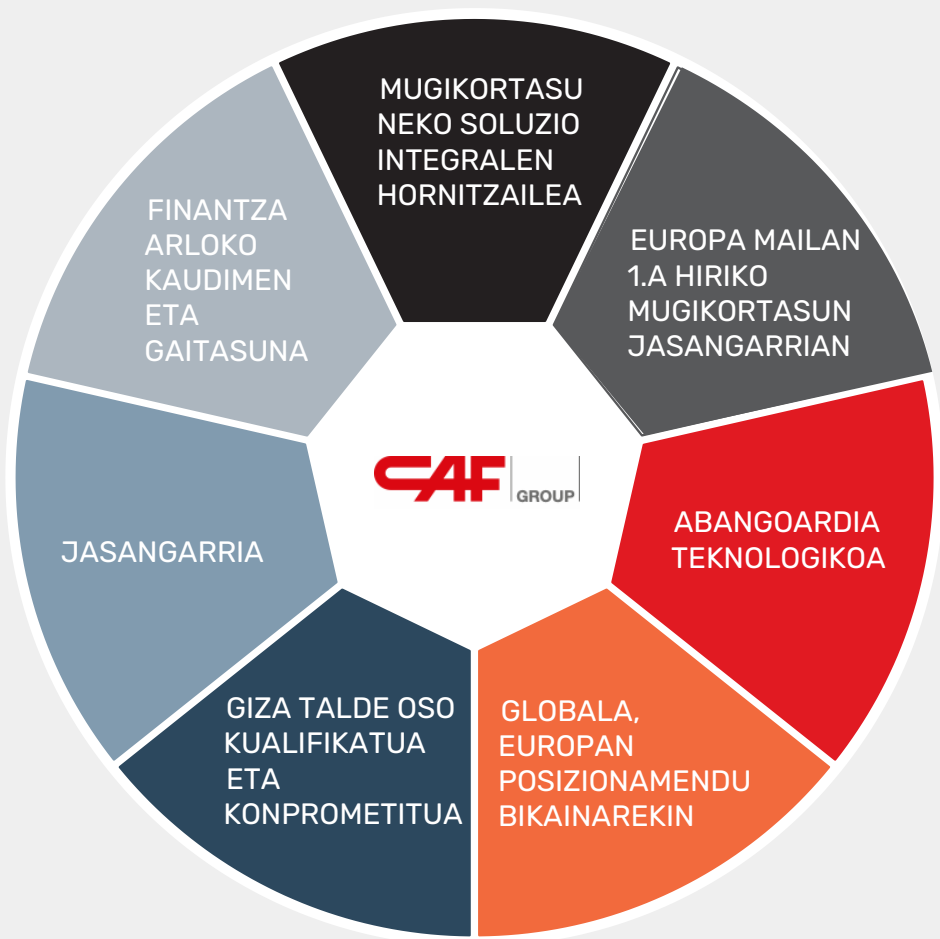 MUGIKORTASU
NEKO SOLUZIO
INTEGRALEN
HORNITZAILEA
EUROPA MAILAN
1.A HIRIKO
MUGIKORTASUN
JASANGARRIAN
ABANGOARDIA
TEKNOLOGIKOA
GLOBALA,
EUROPAN
POSIZIONAMENDU
BIKAINAREKIN
GIZA TALDE OSO
KUALIFIKATUA
ETA
KONPROMETITUA
JASANGARRIA
FINANTZA
ARLOKO
KAUDIMEN
ETA
GAITASUNA
CAF GROUP